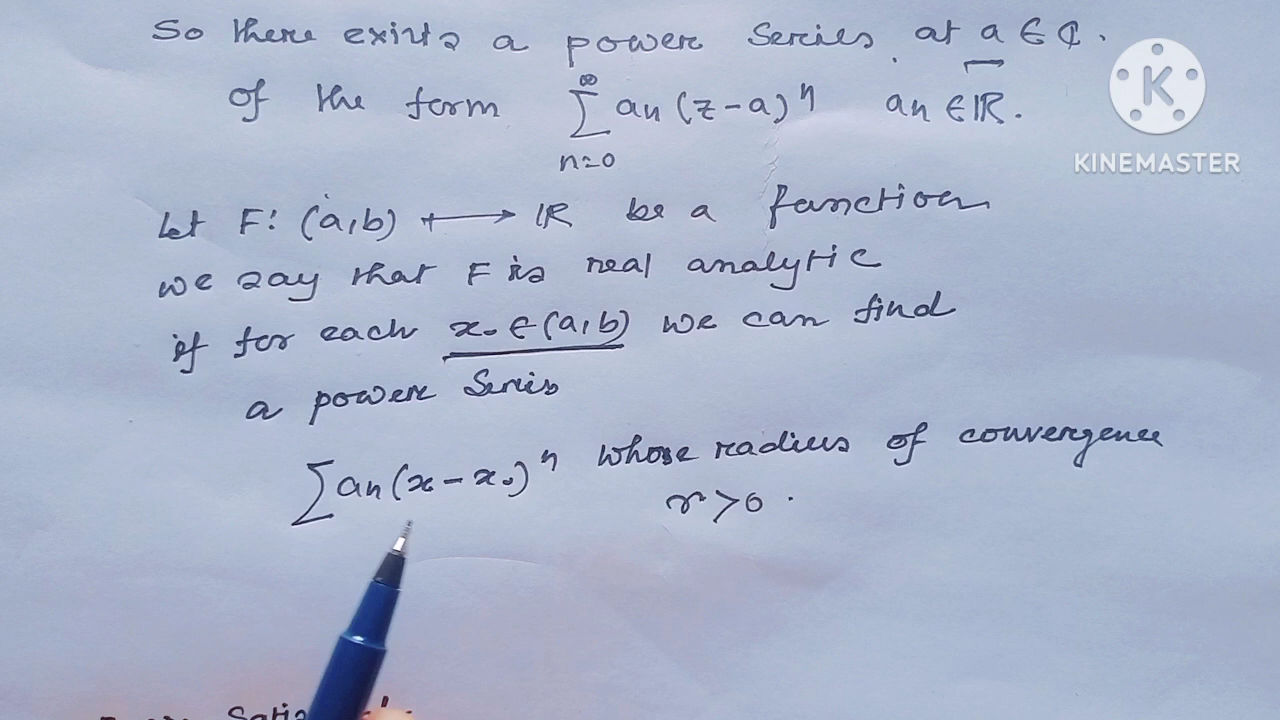 So there exists a power series at a ∈ ℂ.
of the form ∑_{n=0}^{∞} an (z-a)^n an ∈ ℝ.
K
KINEMASTER
Let F: (a,b) ⟼ ℝ be a function
we say that F is real analytic
if for each x₀ ∈ (a,b) we can find
a power series
∑ an (x - x₀)^n whose radius of convergence
r > 0.